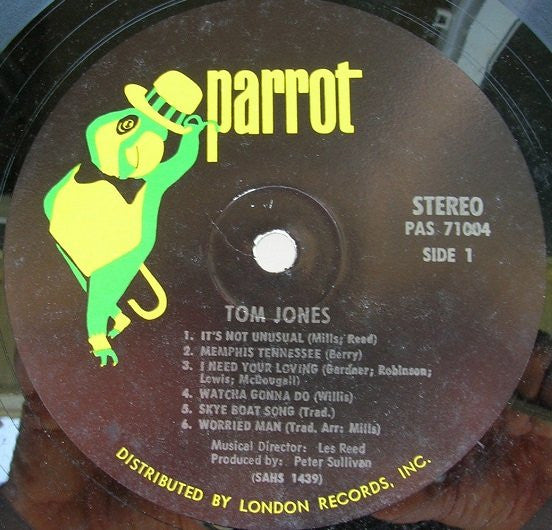 parrot
STEREO
PAS 71004
SIDE 1
TOM JONES
1. IT'S NOT UNUSUAL (Mills; Reed)
2. MEMPHIS TENNESSEE (Berry)
3. I NEED YOUR LOVING (Gardner; Robinson;
Lewis; McDougall)
4. WATCHA GONNA DO (Willis)
5. SKYE BOAT SONG (Trad.)
6. WORRIED MAN (Trad. Arr: Mills)
Musical Director: Les Reed
Produced by: Peter Sullivan
(SAHS 1439)
DISTRIBUTED BY LONDON RECORDS, INC.